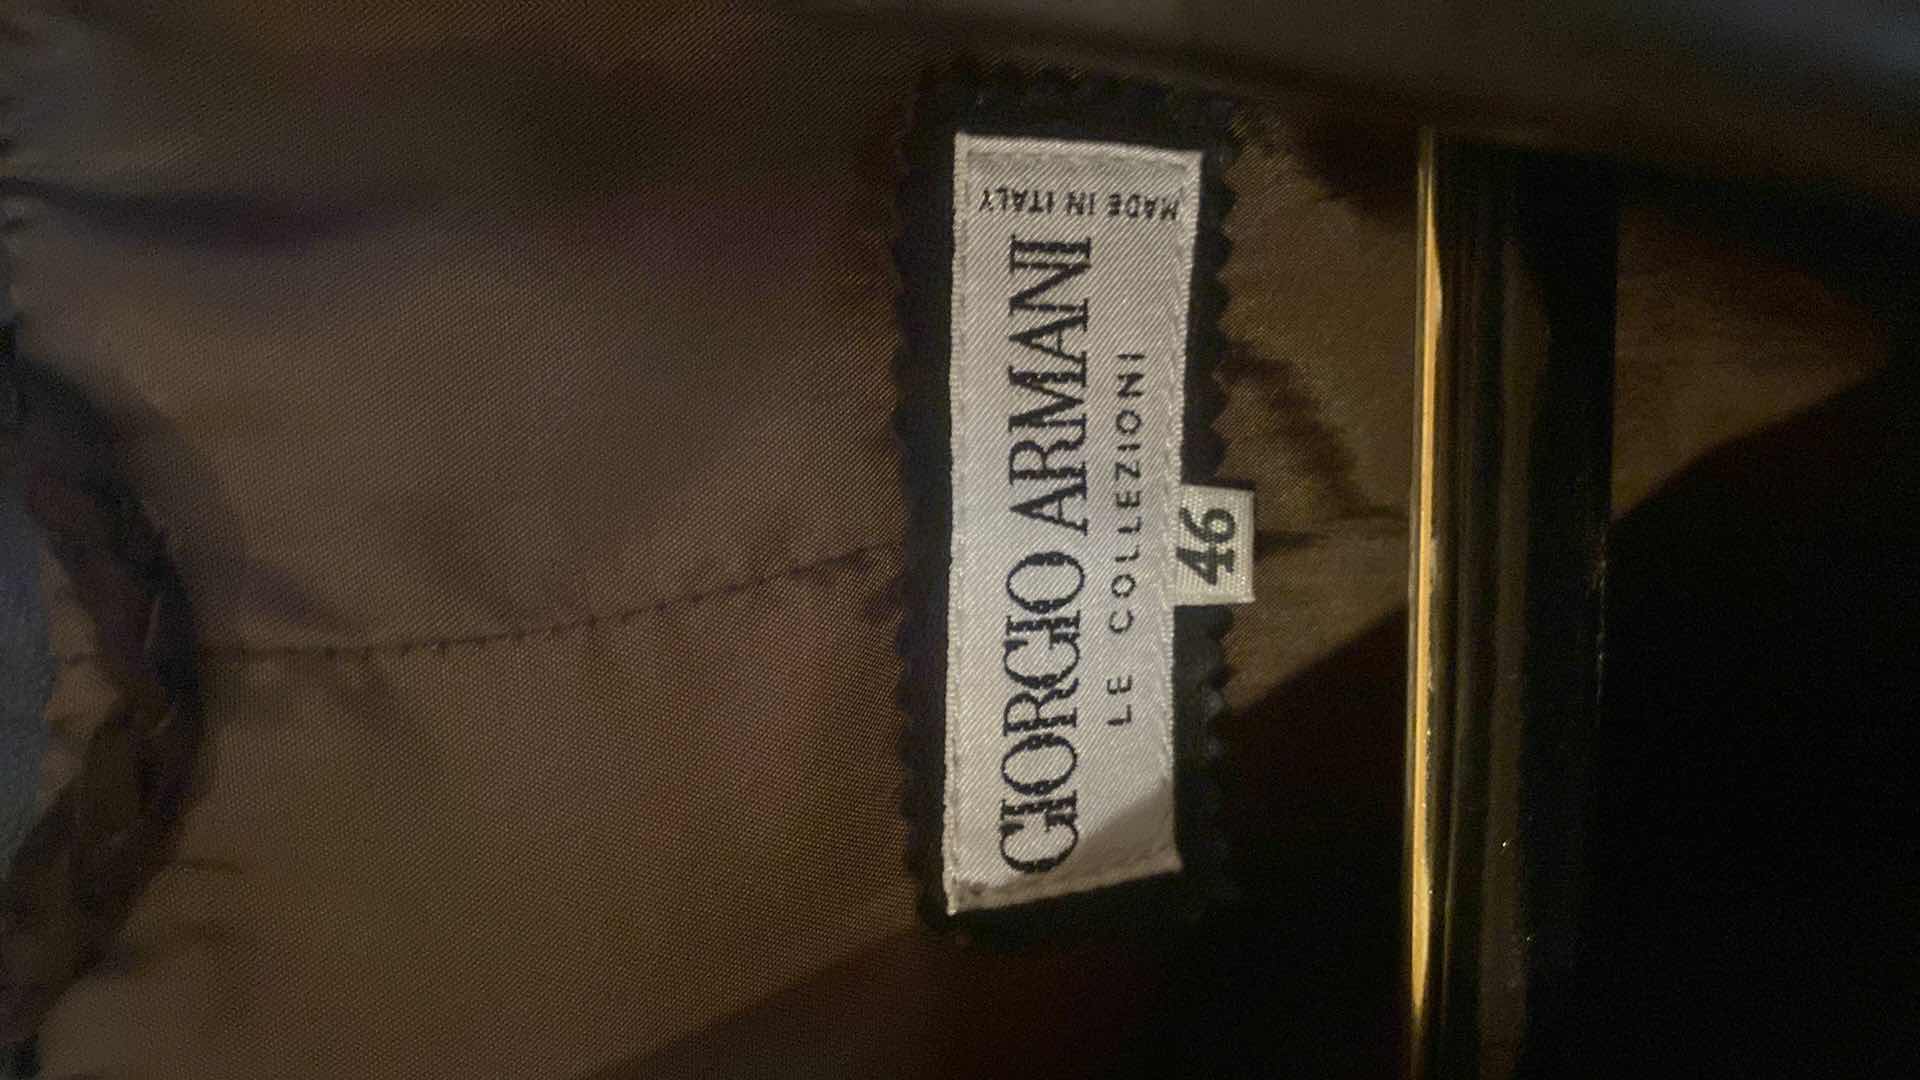 GIORGIO ARMANI
LE COLLEZIONI
MADE IN ITALY
46